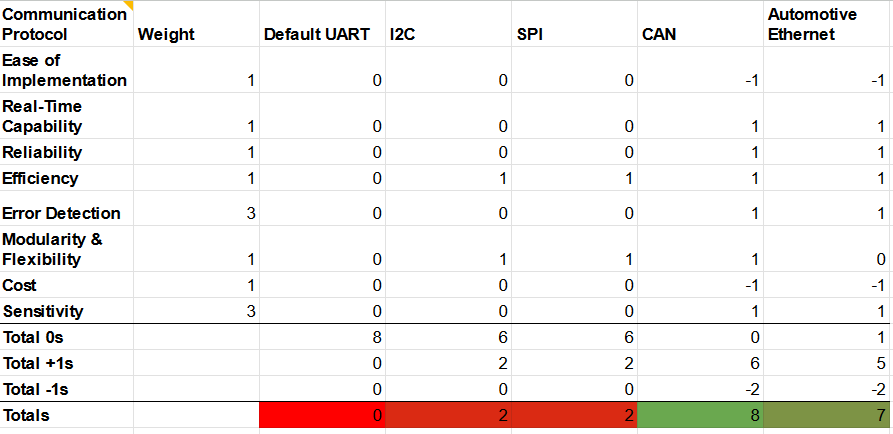 Communication Protocol Weight Default UART I2C SPI CAN Automotive Ethernet
Ease of Implementation 1 0 0 0 -1 -1
Real-Time Capability 1 0 0 0 1 1
Reliability 1 0 0 0 1 1
Efficiency 1 0 1 1 1 1
Error Detection 3 0 0 0 1 1
Modularity & Flexibility 1 0 1 1 1 0
Cost 1 0 0 0 -1 -1
Sensitivity 3 0 0 0 1 1
Total 0s 8 6 6 0 1
Total +1s 0 2 2 6 5
Total -1s 0 0 0 -2 -2
Totals 0 2 2 8 7